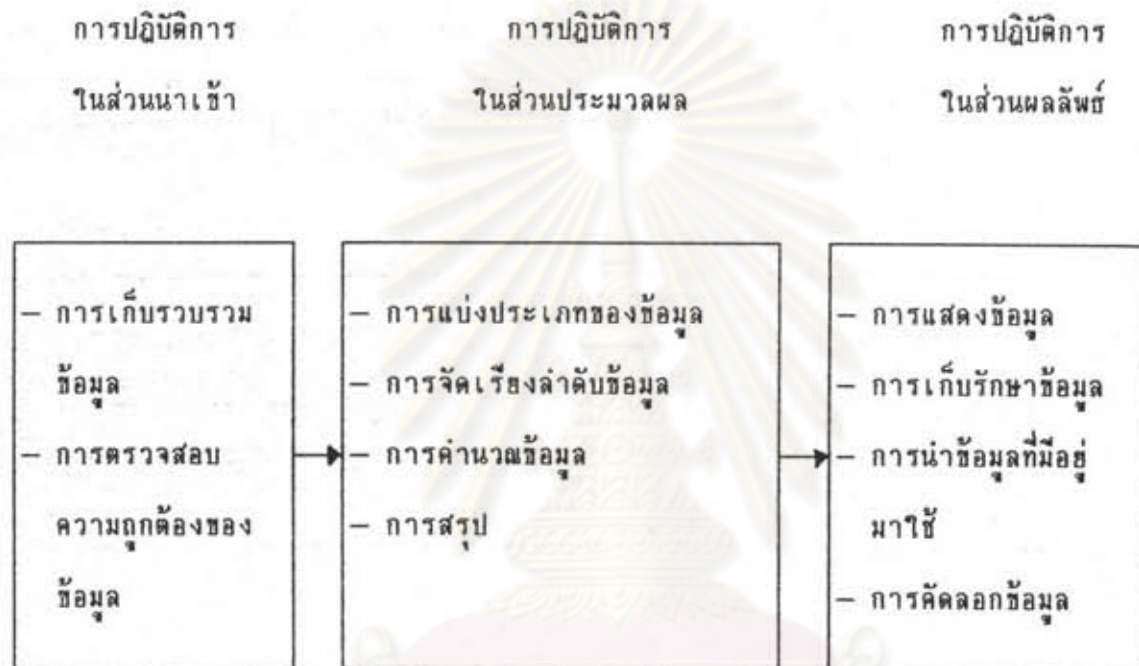 การปฏิบัติการ
ในส่วนนำเข้า
การปฏิบัติการ
ในส่วนประมวลผล
การปฏิบัติการ
ในส่วนผลลัพธ์
— การเก็บรวบรวม
ข้อมูล
— การตรวจสอบ
ความถูกต้องของ
ข้อมูล
— การแบ่งประเภทของข้อมูล
— การจัดเรียงลำดับข้อมูล
— การคำนวณข้อมูล
— การสรุป
— การแสดงข้อมูล
— การเก็บรักษาข้อมูล
— การนำข้อมูลที่มีอยู่
มาใช้
— การคัดลอกข้อมูล